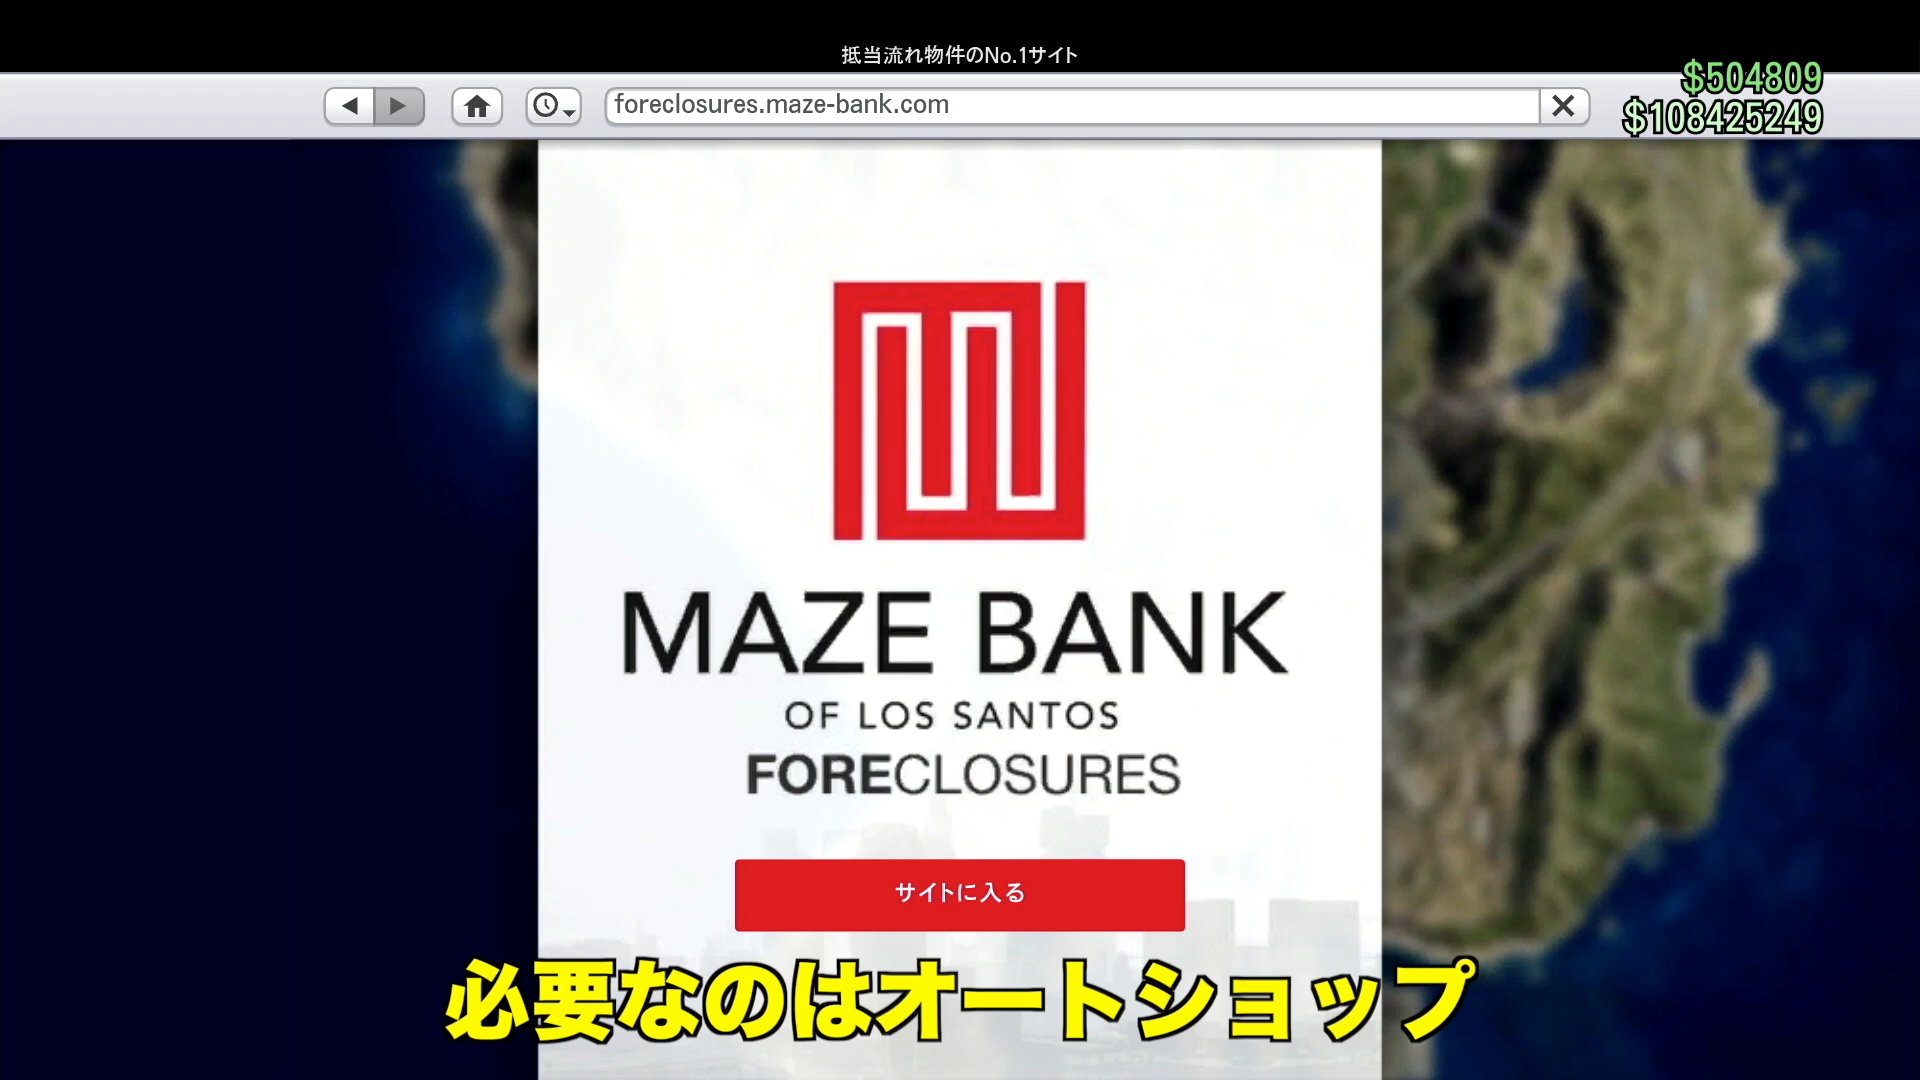 抵当流れ物件のNo.1サイト
$504809
foreclosures.maze-bank.com
$108425249
MAZE BANK
OF LOS SANTOS
FORECLOSURES
サイトに入る
必要なのはオートショップ